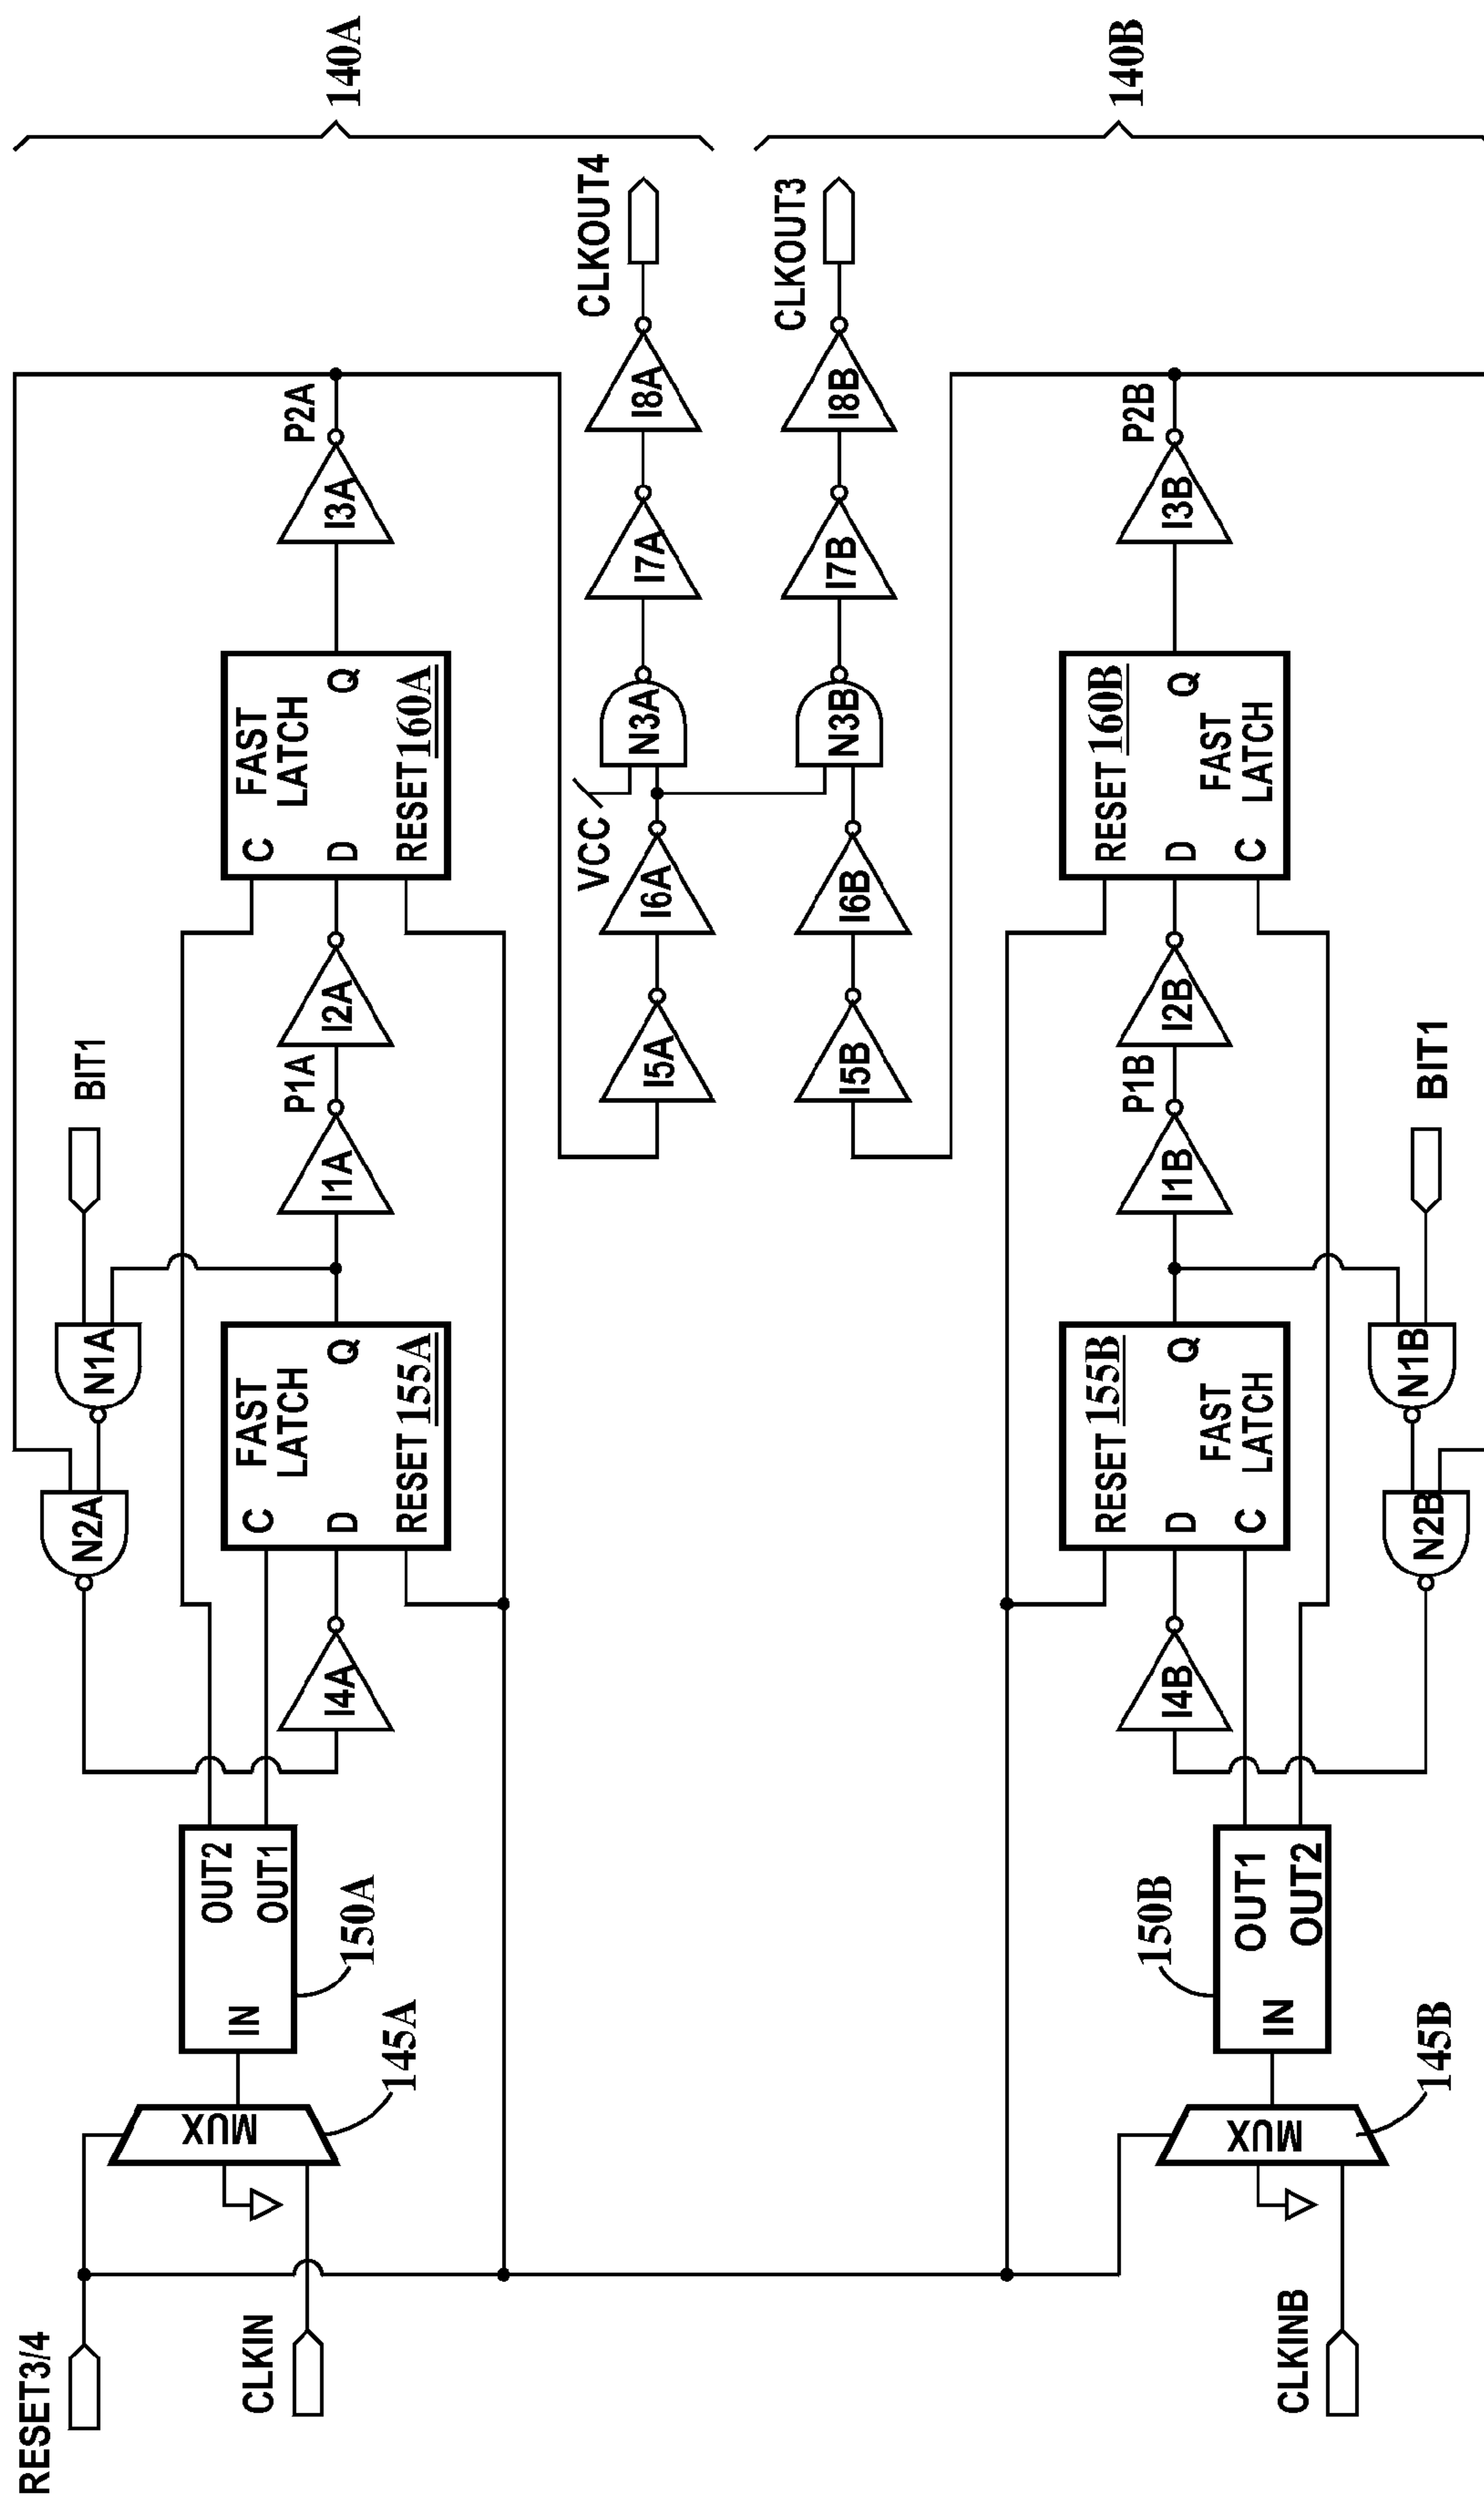 RESET3//4
CLKIN
MUX
145A
IN
OUT2
OUT1
150A
I4A
N2A
N1A
BIT1
FAST
LATCH
C
D
Q
RESET 155A
I1A
P1A
I2A
FAST
LATCH
C
D
Q
RESET 160A
I3A
P2A
I5A
I6A
VCC
N3A
I7A
I8A
CLKOUT4
140A
I5B
I6B
N3B
I7B
I8B
CLKOUT3
140B
CLKINB
MUX
145B
IN
OUT1
OUT2
150B
I4B
RESET 155B
D
Q
FAST
LATCH
C
I1B
P1B
I2B
RESET 160B
D
Q
FAST
LATCH
C
I3B
P2B
N2B
N1B
BIT1